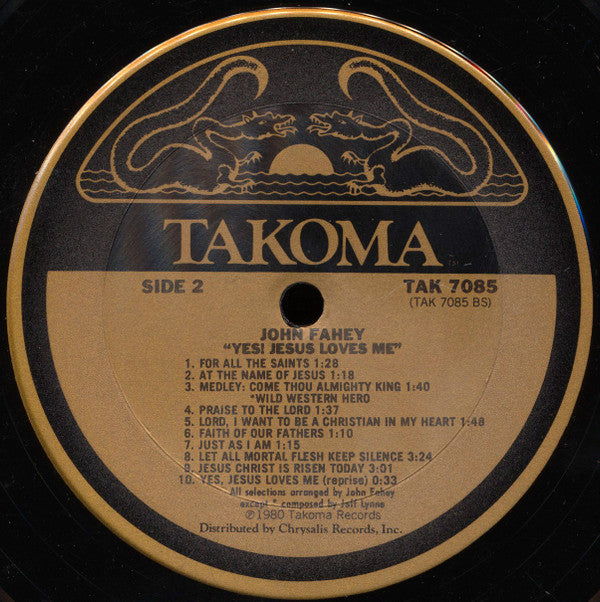 TAKOMA
SIDE 2
TAK 7085
(TAK 7085 BS)
JOHN FAHEY
"YES! JESUS LOVES ME"
1. FOR ALL THE SAINTS 1:28
2. AT THE NAME OF JESUS 1:18
3. MEDLEY: COME THOU ALMIGHTY KING 1:40
*WILD WESTERN HERO
4. PRAISE TO THE LORD 1:37
5. LORD, I WANT TO BE A CHRISTIAN IN MY HEART 1:48
6. FAITH OF OUR FATHERS 1:10
7. JUST AS I AM 1:15
8. LET ALL MORTAL FLESH KEEP SILENCE 3:24
9. JESUS CHRIST IS RISEN TODAY 3:01
10. YES, JESUS LOVES ME (reprise) 0:33
All selections arranged by John Fahey
except * composed by Jeff Lynne
℗1980 Takoma Records
Distributed by Chrysalis Records, Inc.